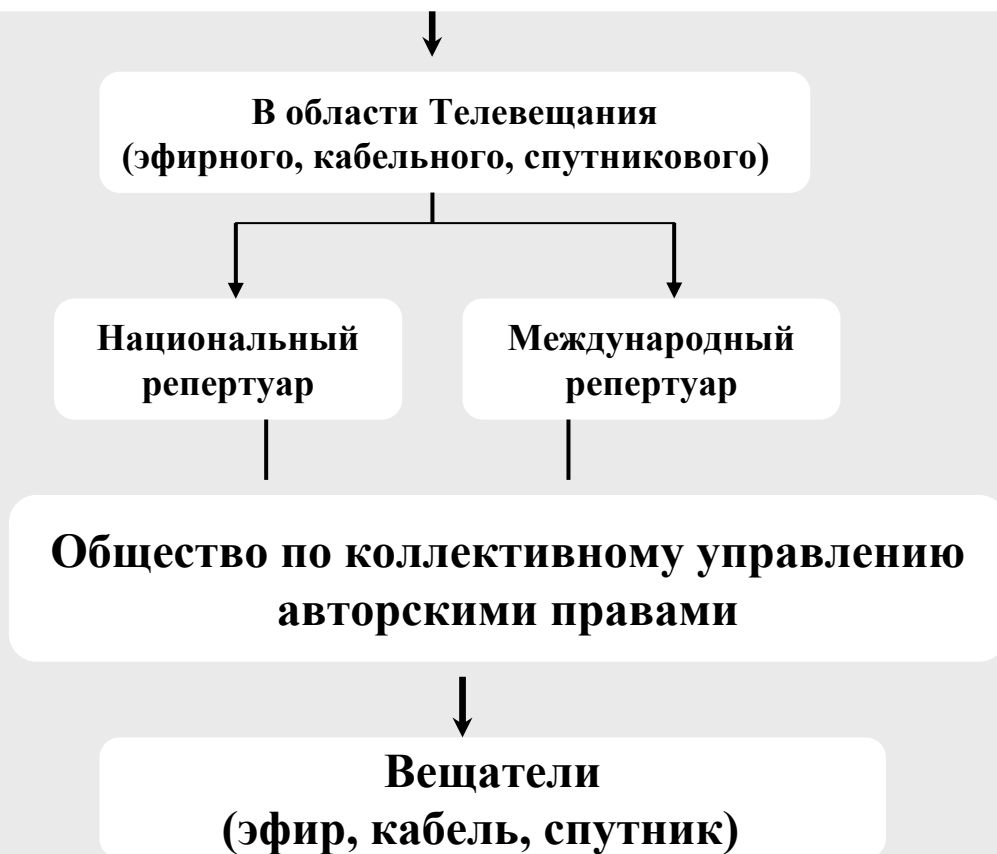 В области Телевещания
(эфирного, кабельного, спутникового)
Национальный
репертуар
Международный
репертуар
Общество по коллективному управлению
авторскими правами
Вещатели
(эфир, кабель, спутник)